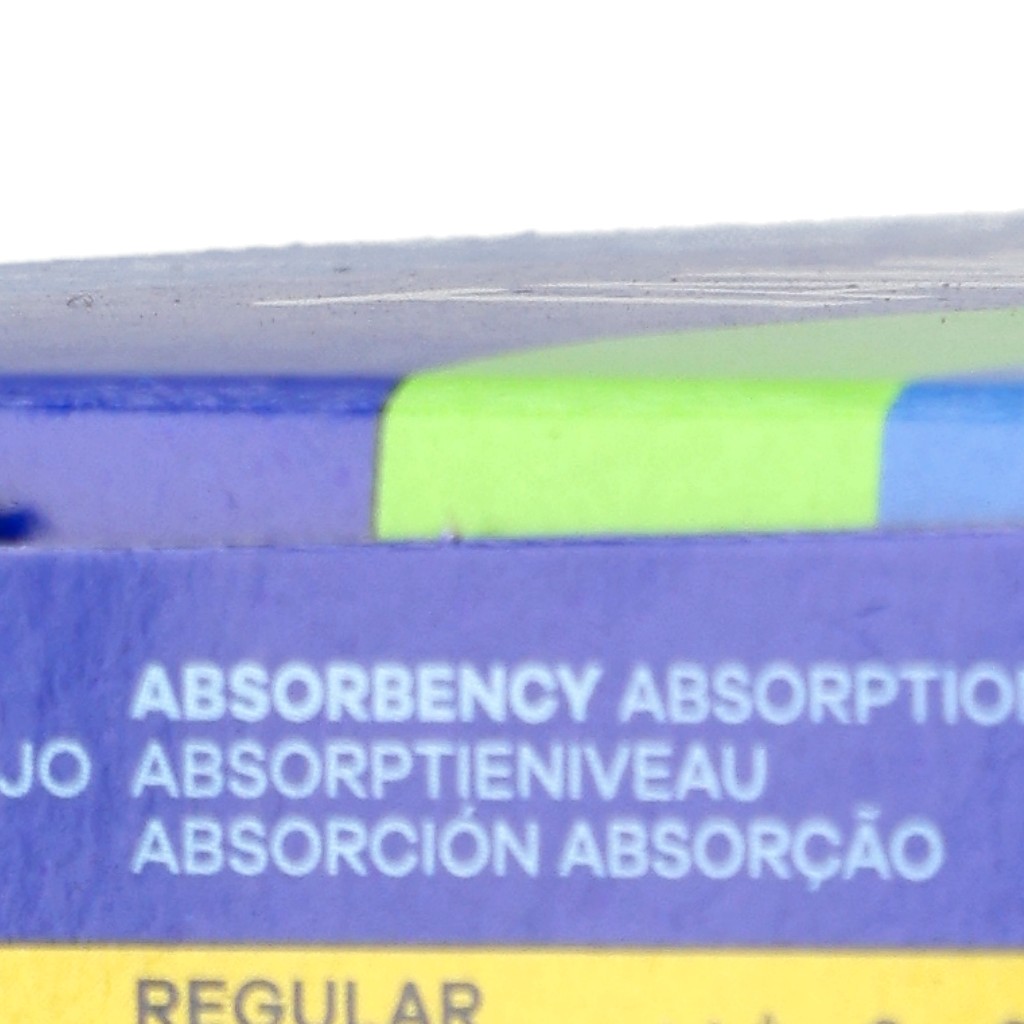 ABSORBENCY ABSORPTIO
JO ABSORPTIENIVEAU
ABSORCIÓN ABSORÇÃO
REGULAR